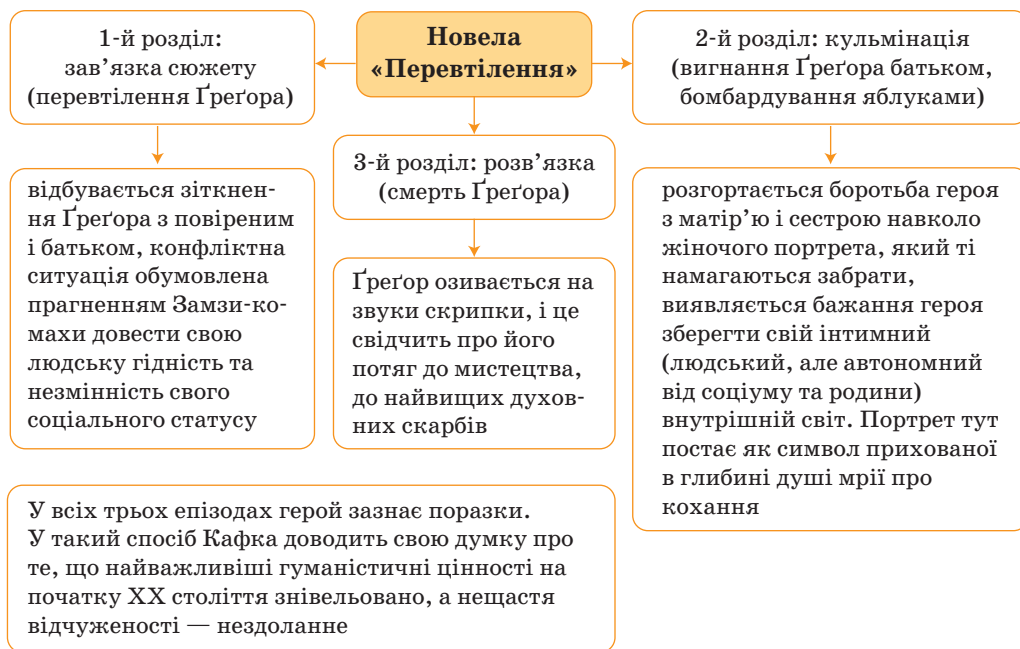 Новела
«Перевтілення»
1-й розділ:
зав’язка сюжету
(перевтілення Ґреґора)
відбувається зіткнен-
ня Ґреґора з повіреним
і батьком, конфліктна
ситуація обумовлена
прагненням Замзи-ко-
махи довести свою
людську гідність та
незмінність свого
соціального статусу
2-й розділ: кульмінація
(вигнання Ґреґора батьком,
бомбардування яблуками)
розгортається боротьба героя
з матір’ю і сестрою навколо
жіночого портрета, який ті
намагаються забрати,
виявляється бажання героя
зберегти свій інтимний
(людський, але автономний
від соціуму та родини)
внутрішній світ. Портрет тут
постає як символ прихованої
в глибині душі мрії про
кохання
3-й розділ: розв’язка
(смерть Ґреґора)
Ґреґор озивається на
звуки скрипки, і це
свідчить про його
потяг до мистецтва,
до найвищих духов-
них скарбів
У всіх трьох епізодах герой зазнає поразки.
У такий спосіб Кафка доводить свою думку про
те, що найважливіші гуманістичні цінності на
початку XX століття знівельовано, а нещастя
відчуженості — нездоланне